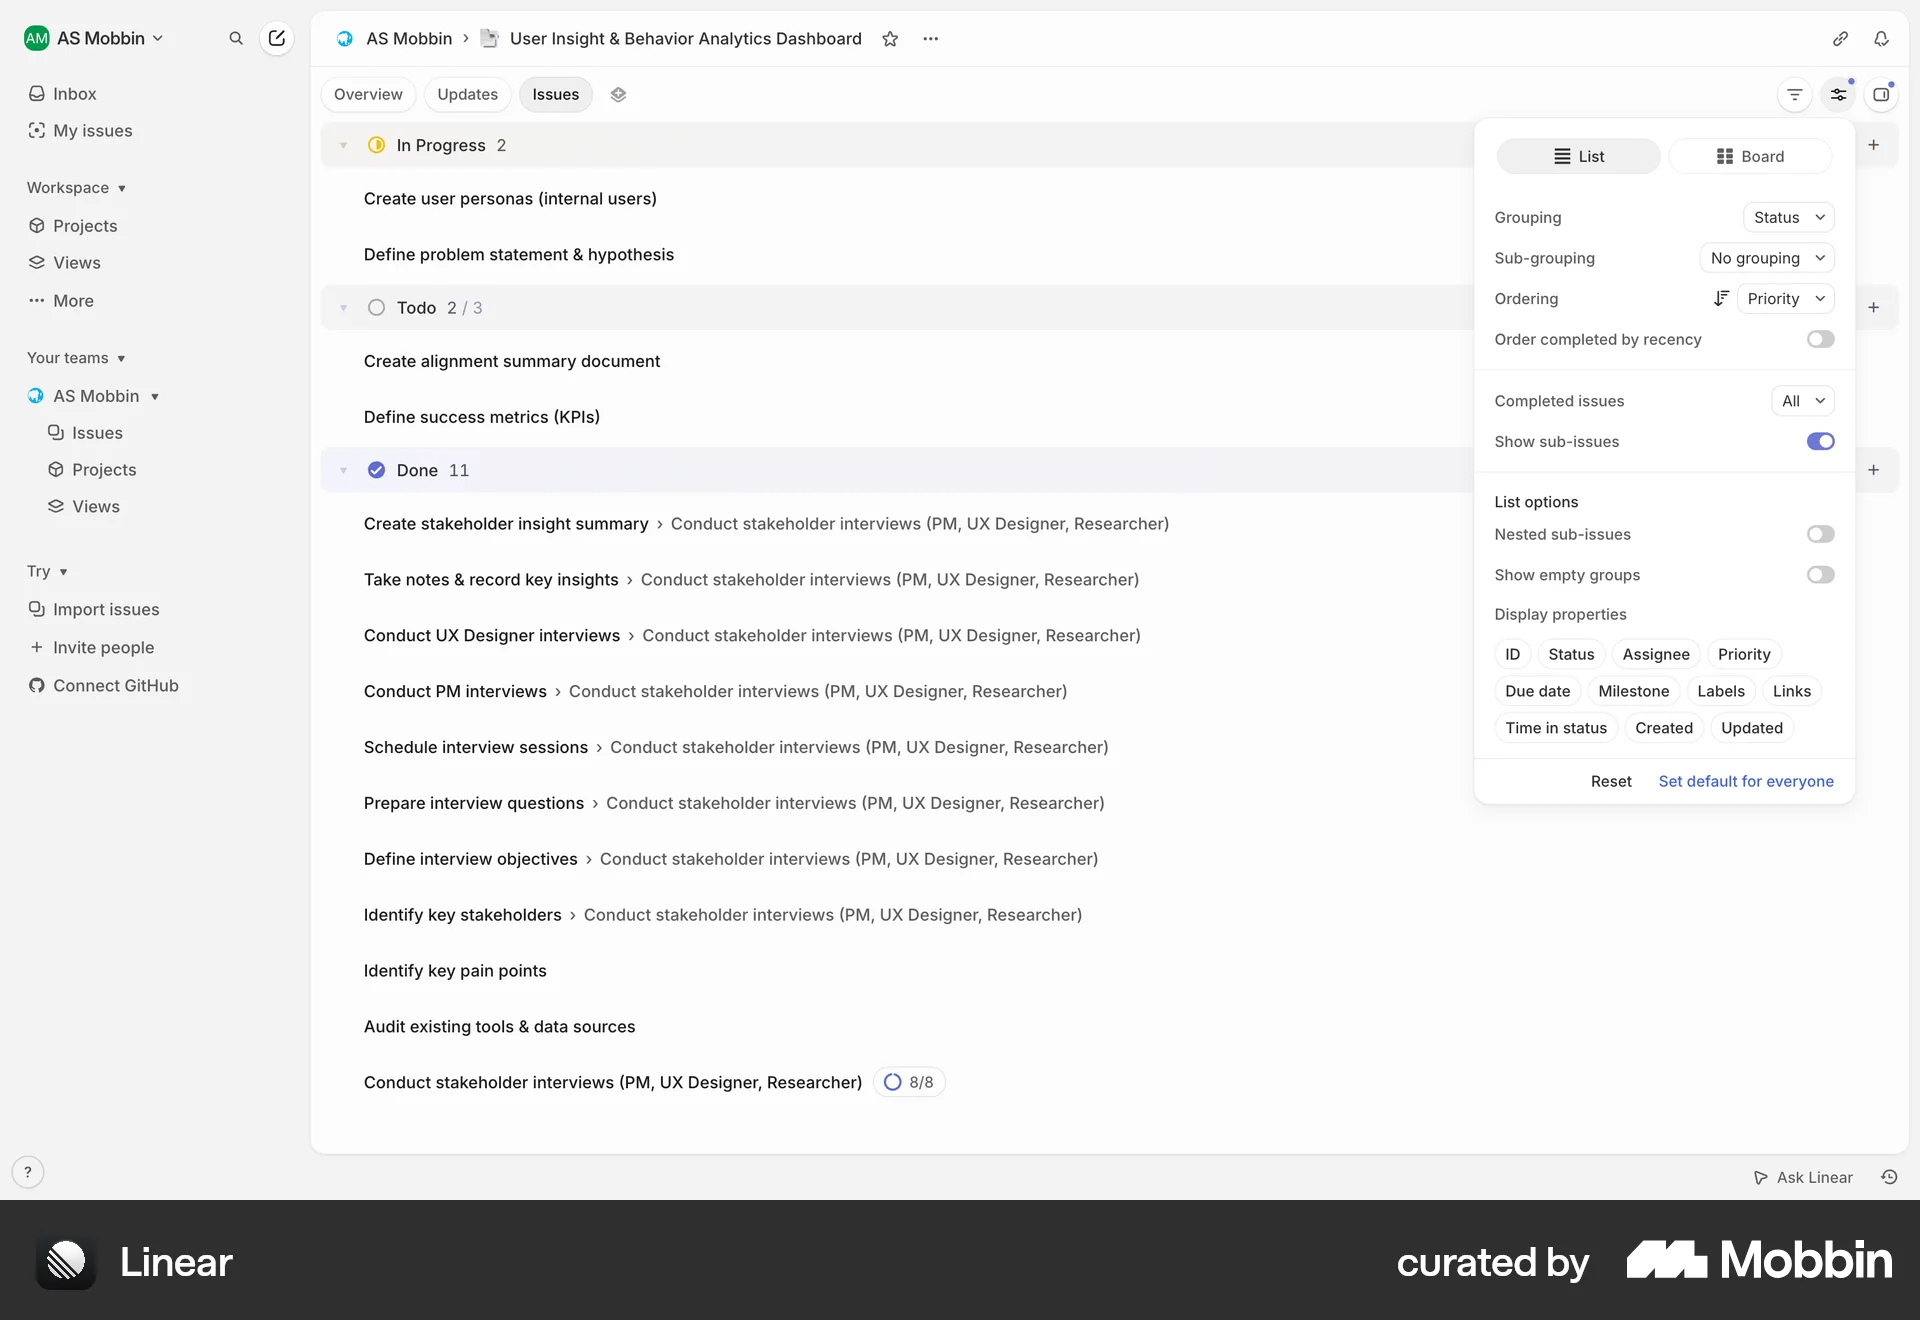 AM AS Mobbin
Inbox
My issues
Workspace
Projects
Views
More
Your teams
AS Mobbin
Issues
Projects
Views
Try
Import issues
Invite people
Connect GitHub
?
AS Mobbin › User Insight & Behavior Analytics Dashboard
Overview Updates Issues
In Progress 2
Create user personas (internal users)
Define problem statement & hypothesis
Todo 2 / 3
Create alignment summary document
Define success metrics (KPIs)
Done 11
Create stakeholder insight summary › Conduct stakeholder interviews (PM, UX Designer, Researcher)
Take notes & record key insights › Conduct stakeholder interviews (PM, UX Designer, Researcher)
Conduct UX Designer interviews › Conduct stakeholder interviews (PM, UX Designer, Researcher)
Conduct PM interviews › Conduct stakeholder interviews (PM, UX Designer, Researcher)
Schedule interview sessions › Conduct stakeholder interviews (PM, UX Designer, Researcher)
Prepare interview questions › Conduct stakeholder interviews (PM, UX Designer, Researcher)
Define interview objectives › Conduct stakeholder interviews (PM, UX Designer, Researcher)
Identify key stakeholders › Conduct stakeholder interviews (PM, UX Designer, Researcher)
Identify key pain points
Audit existing tools & data sources
Conduct stakeholder interviews (PM, UX Designer, Researcher) 8/8
List Board
Grouping Status
Sub-grouping No grouping
Ordering Priority
Order completed by recency
Completed issues All
Show sub-issues
List options
Nested sub-issues
Show empty groups
Display properties
ID Status Assignee Priority
Due date Milestone Labels Links
Time in status Created Updated
Reset Set default for everyone
Ask Linear
Linear
curated by Mobbin